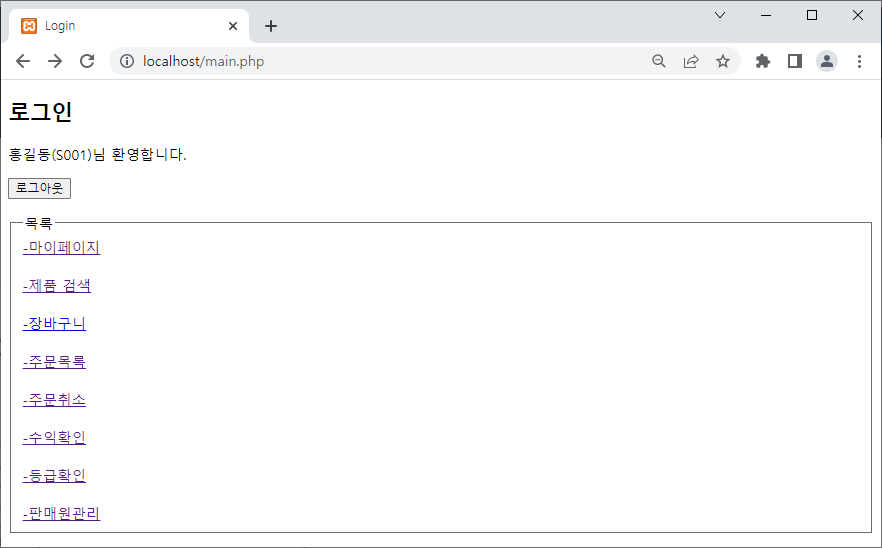 Login
localhost/main.php
로그인
홍길동(S001)님 환영합니다.
로그아웃
목록
-마이페이지
-제품 검색
-장바구니
-주문목록
-주문취소
-수익확인
-등급확인
-판매원관리